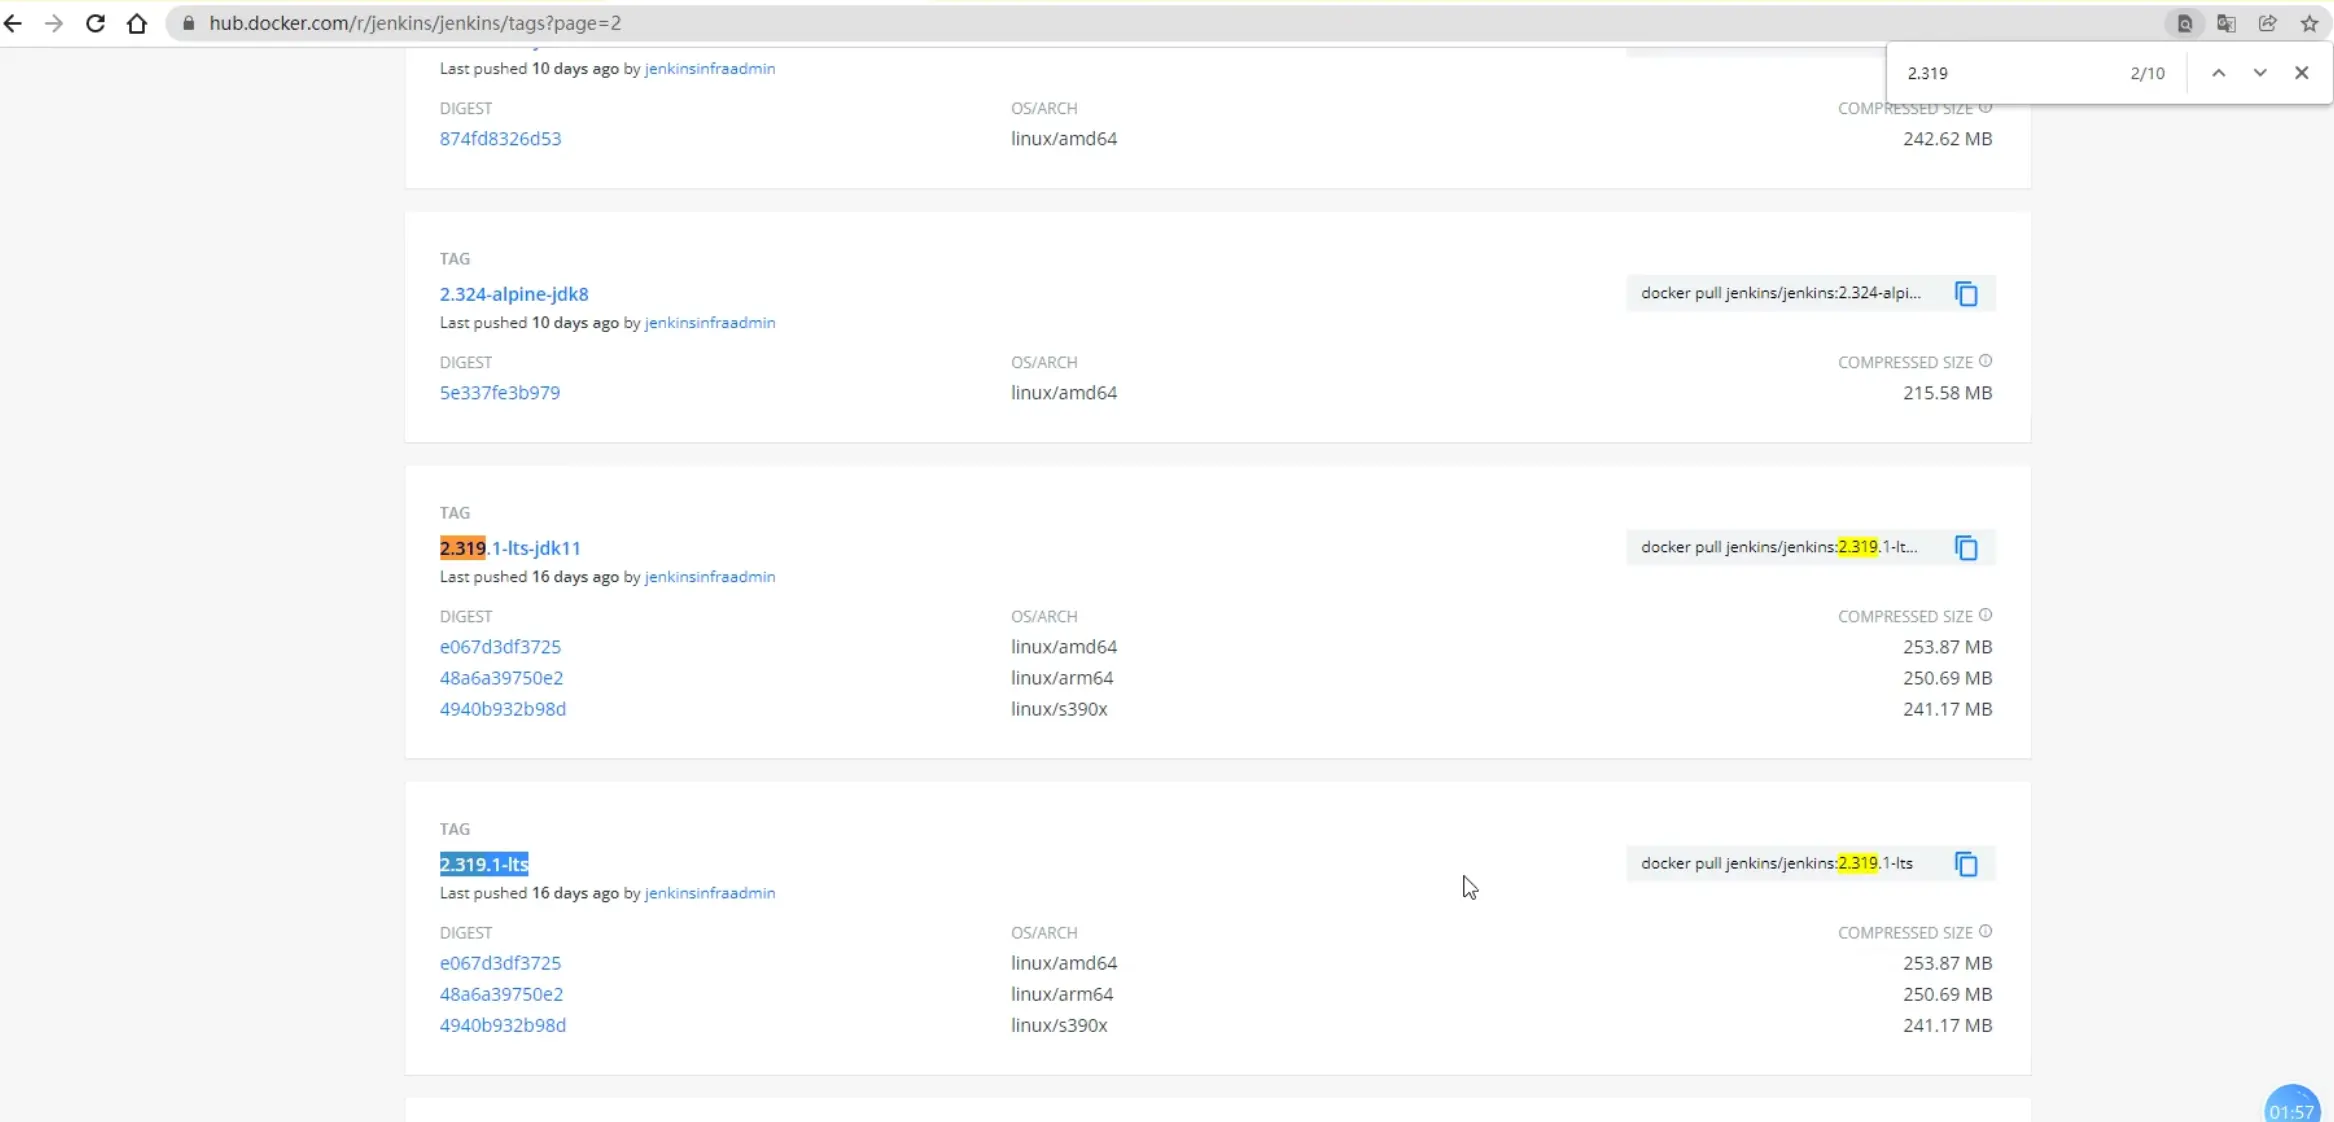 hub.docker.com/r/jenkins/jenkins/tags?page=2
2.319 2/10
Last pushed 10 days ago by jenkinsinfraadmin
DIGEST OS/ARCH COMPRESSED SIZE
874fd8326d53 linux/amd64 242.62 MB
TAG
2.324-alpine-jdk8 docker pull jenkins/jenkins:2.324-alpi...
Last pushed 10 days ago by jenkinsinfraadmin
DIGEST OS/ARCH COMPRESSED SIZE
5e337fe3b979 linux/amd64 215.58 MB
TAG
2.319.1-lts-jdk11 docker pull jenkins/jenkins:2.319.1-lt...
Last pushed 16 days ago by jenkinsinfraadmin
DIGEST OS/ARCH COMPRESSED SIZE
e067d3df3725 linux/amd64 253.87 MB
48a6a39750e2 linux/arm64 250.69 MB
4940b932b98d linux/s390x 241.17 MB
TAG
2.319.1-lts docker pull jenkins/jenkins:2.319.1-lts
Last pushed 16 days ago by jenkinsinfraadmin
DIGEST OS/ARCH COMPRESSED SIZE
e067d3df3725 linux/amd64 253.87 MB
48a6a39750e2 linux/arm64 250.69 MB
4940b932b98d linux/s390x 241.17 MB
01:57